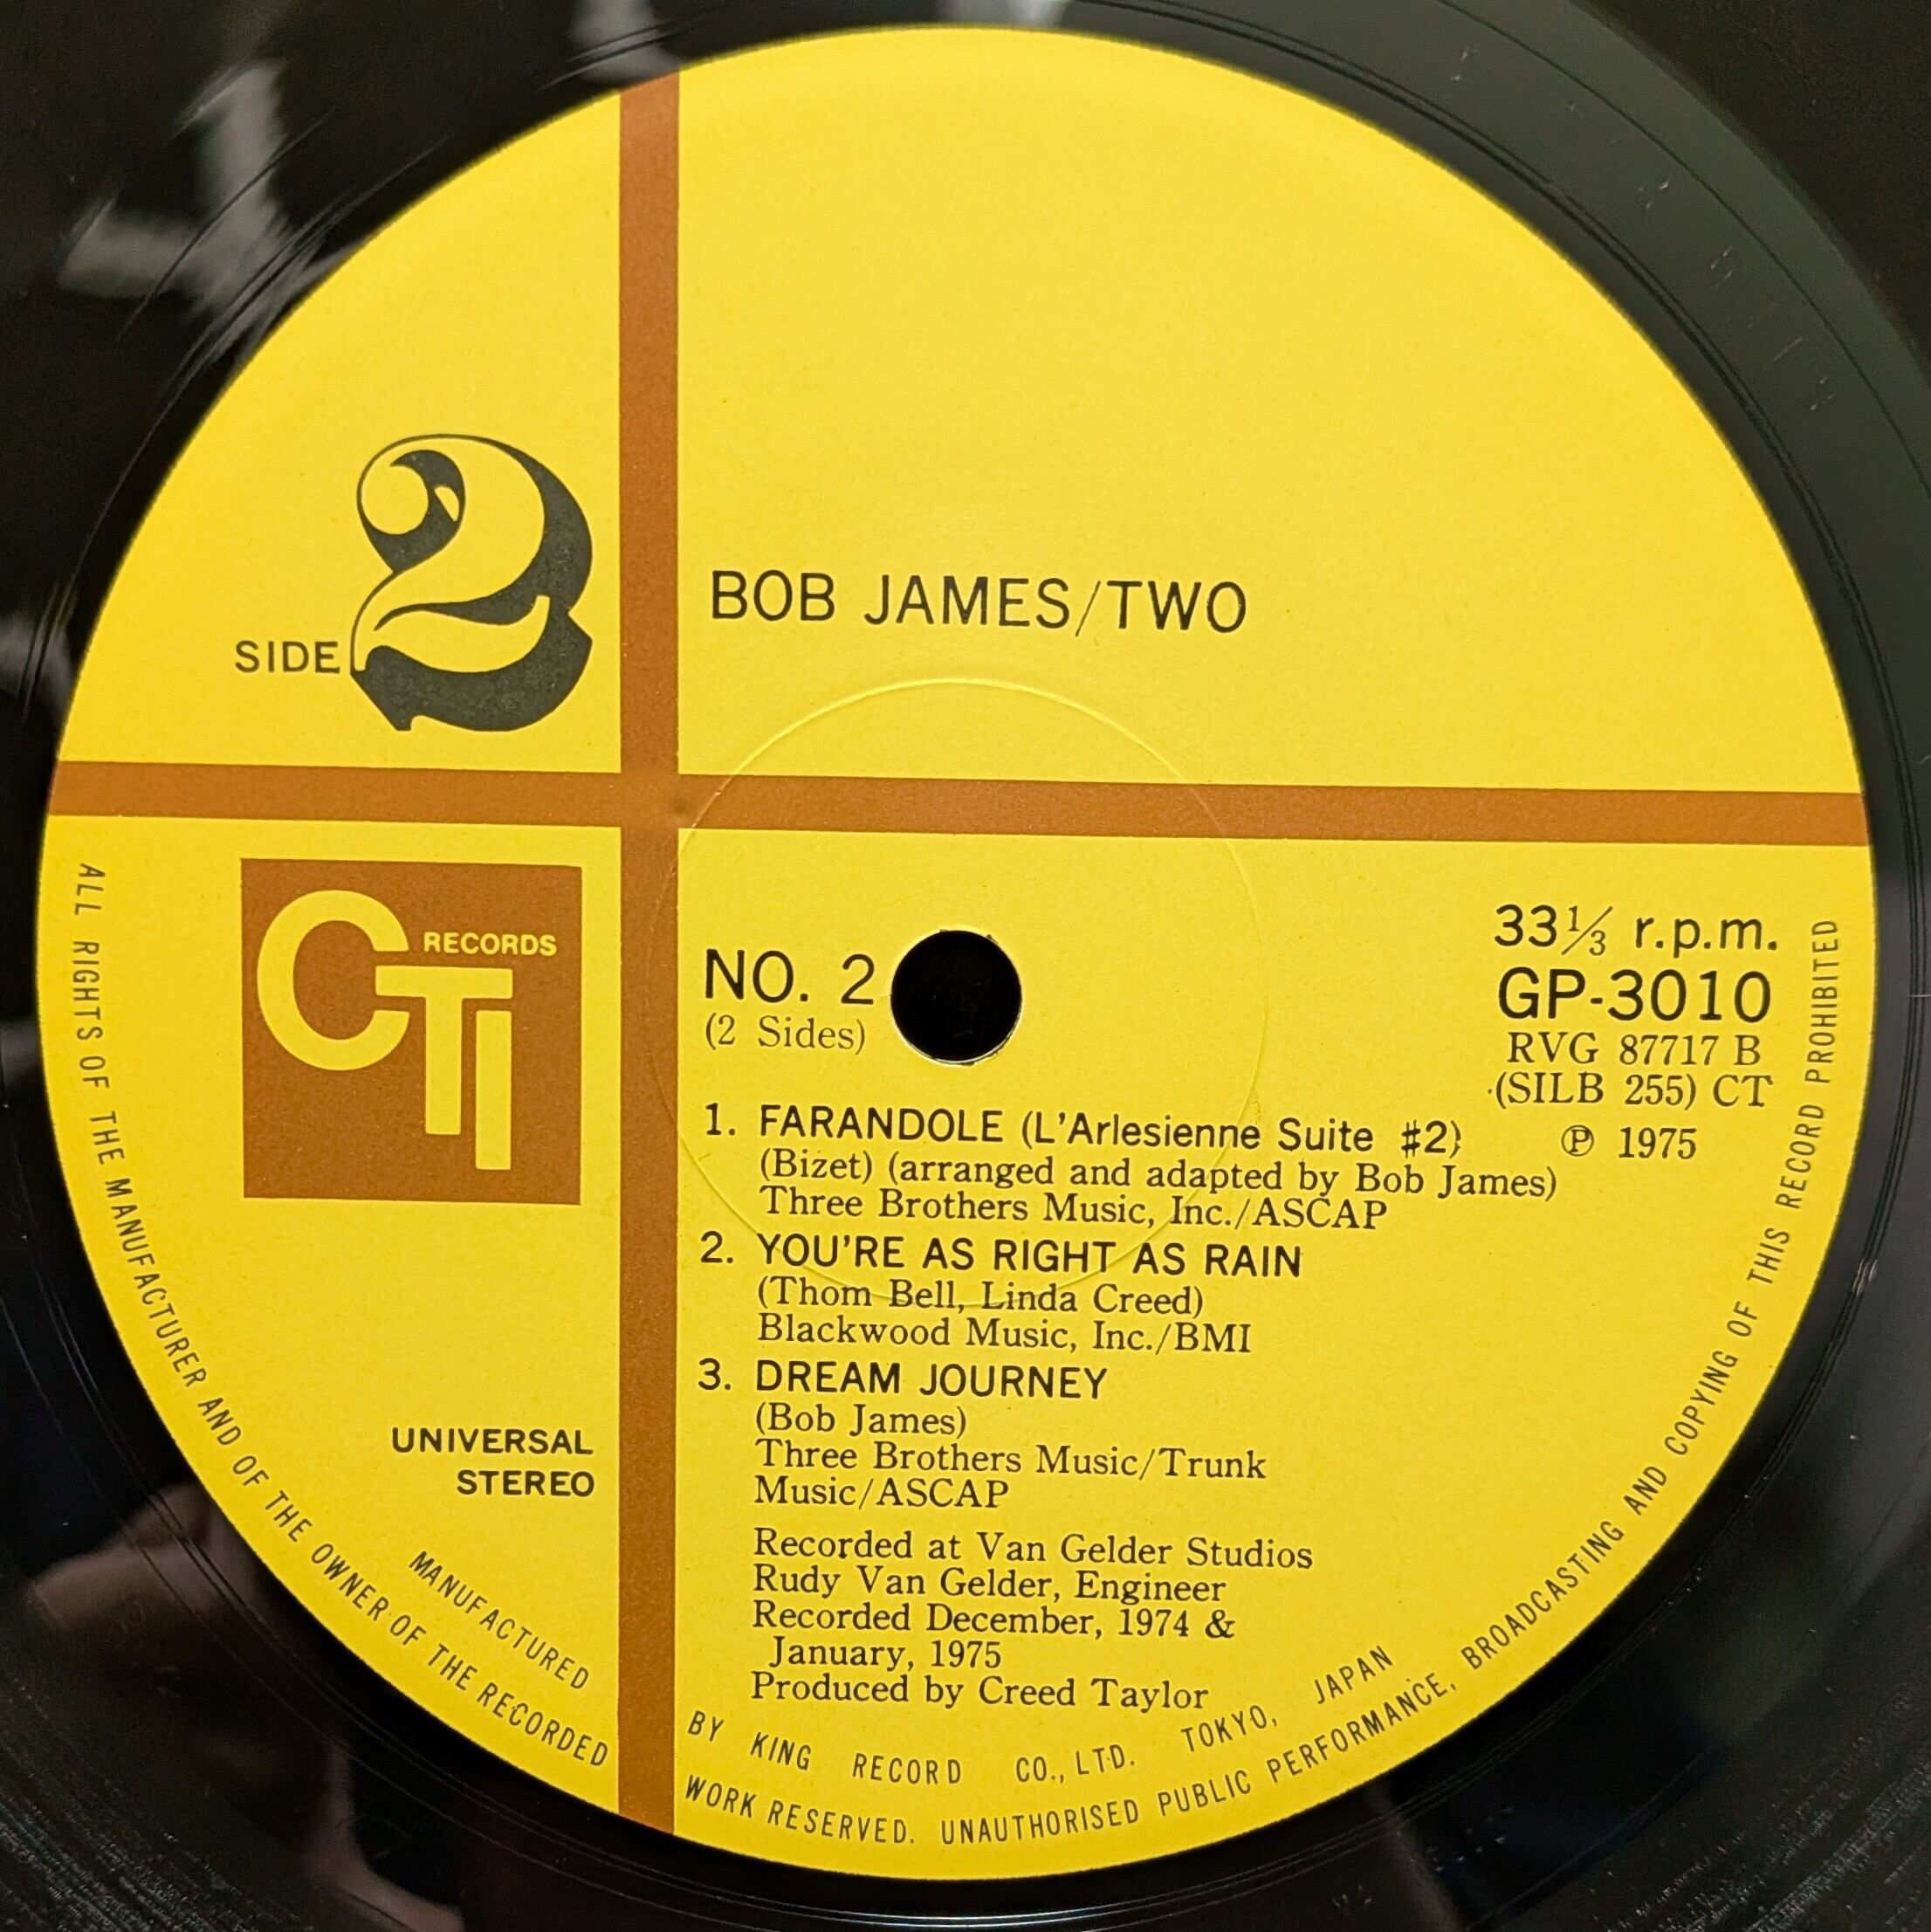 BOB JAMES/TWO
SIDE 2
CTI RECORDS
NO. 2
(2 Sides)
33⅓ r.p.m.
GP-3010
RVG 87717 B
(SILB 255) CT
℗ 1975
1. FARANDOLE (L'Arlesienne Suite #2)
(Bizet) (arranged and adapted by Bob James)
Three Brothers Music, Inc./ASCAP
2. YOU'RE AS RIGHT AS RAIN
(Thom Bell, Linda Creed)
Blackwood Music, Inc./BMI
3. DREAM JOURNEY
(Bob James)
Three Brothers Music/Trunk
Music/ASCAP
Recorded at Van Gelder Studios
Rudy Van Gelder, Engineer
Recorded December, 1974 &
January, 1975
Produced by Creed Taylor
UNIVERSAL
STEREO
MANUFACTURED BY KING RECORD CO., LTD. TOKYO, JAPAN
ALL RIGHTS OF THE MANUFACTURER AND OF THE OWNER OF THE RECORDED WORK RESERVED. UNAUTHORISED PUBLIC PERFORMANCE, BROADCASTING AND COPYING OF THIS RECORD PROHIBITED